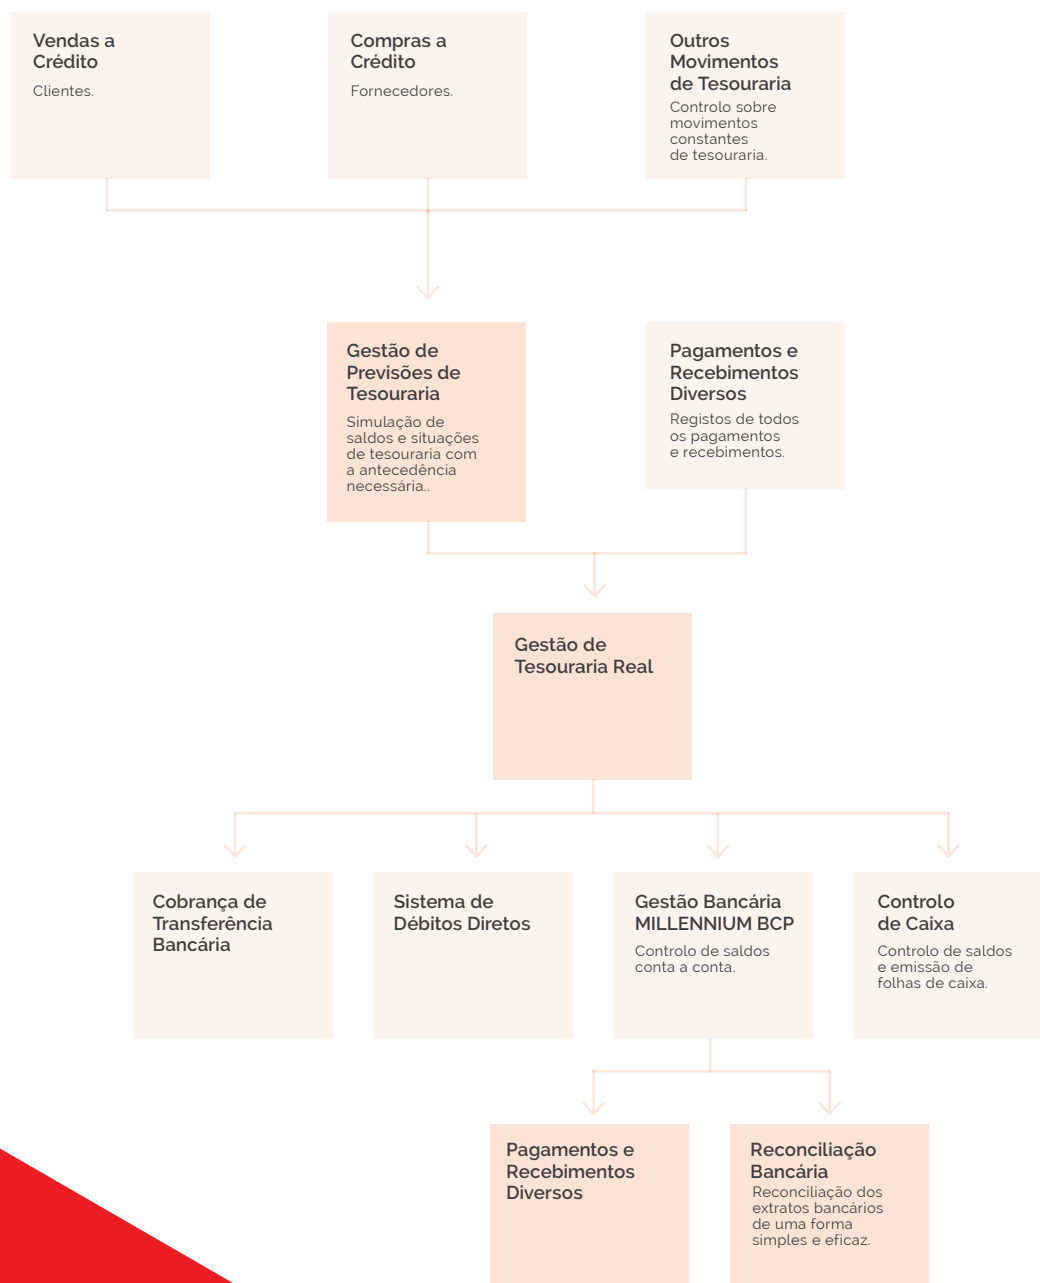 Vendas a
Crédito
Clientes.
Compras a
Crédito
Fornecedores.
Outros
Movimentos
de Tesouraria
Controlo sobre
movimentos
constantes
de tesouraria.
Gestão de
Previsões de
Tesouraria
Simulação de
saldos e situações
de tesouraria com
a antecedência
necessária..
Pagamentos e
Recebimentos
Diversos
Registos de todos
os pagamentos
e recebimentos.
Gestão de
Tesouraria Real
Cobrança de
Transferência
Bancária
Sistema de
Débitos Diretos
Gestão Bancária
MILLENNIUM BCP
Controlo de saldos
conta a conta.
Controlo
de Caixa
Controlo de saldos
e emissão de
folhas de caixa.
Pagamentos e
Recebimentos
Diversos
Reconciliação
Bancária
Reconciliação dos
extratos bancários
de uma forma
simples e eficaz.